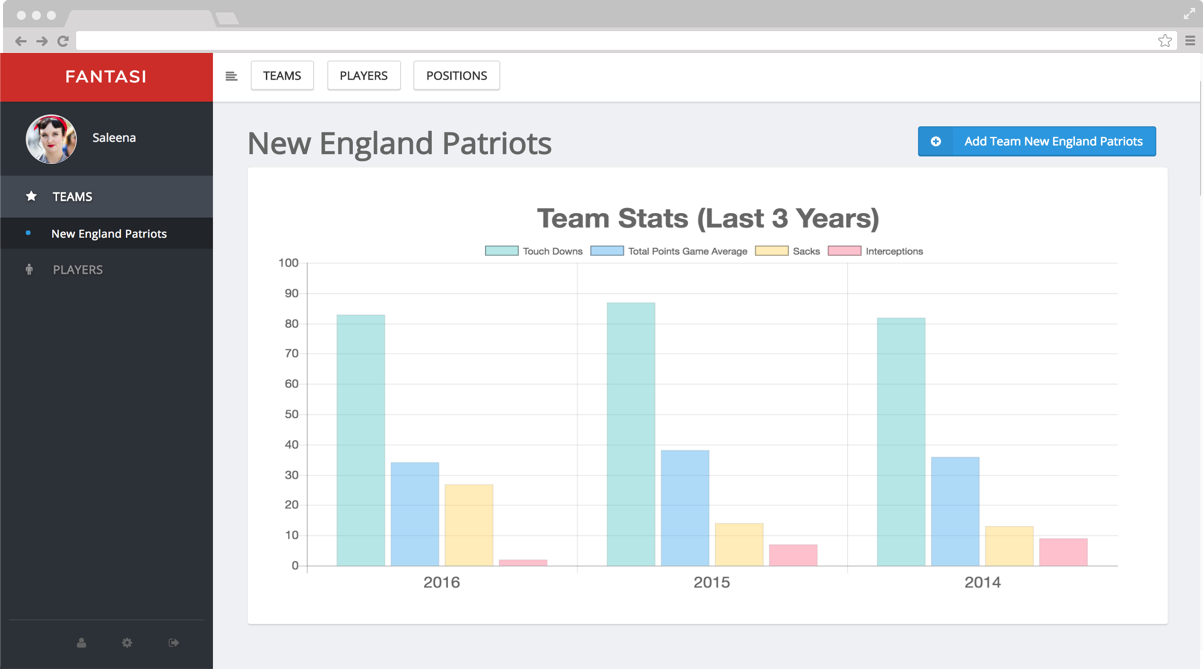 FANTASI
TEAMS PLAYERS POSITIONS
Saleena
TEAMS
New England Patriots
PLAYERS
New England Patriots
Add Team New England Patriots
Team Stats (Last 3 Years)
Touch Downs Total Points Game Average Sacks Interceptions
100
90
80
70
60
50
40
30
20
10
0
2016 2015 2014